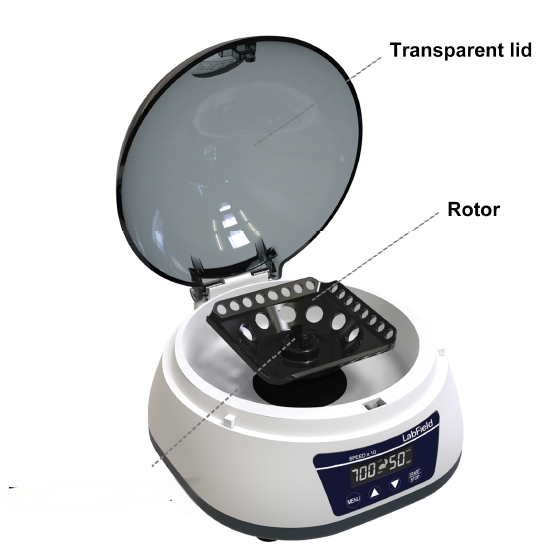 Transparent lid
Rotor
LabField
SPEED x 10
700 50
MENU
START
STOP